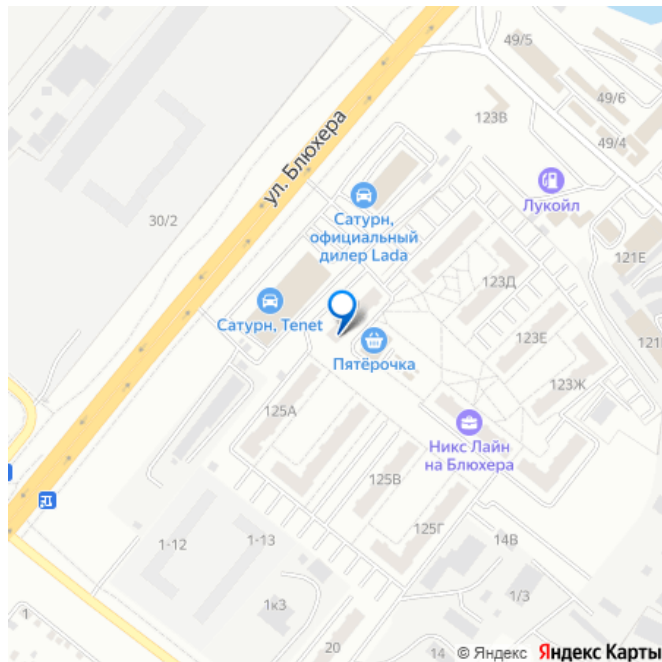 49/5
49/6
123В
49/4
ул. Блюхера
Лукойл
30/2
Сатурн,
официальный
дилер Lada
121Е
123Д
Сатурн, Tenet
123Е
Пятёрочка
123Ж
125А
Никс Лайн
на Блюхера
125В
125Г
14В
1-13
1-12
1/3
1к3
1
20
14
© Яндекс
Яндекс Карты